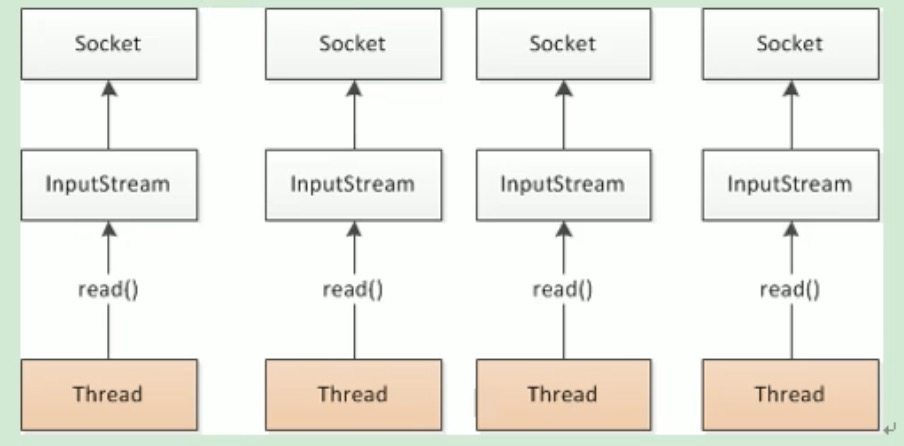 Socket Socket Socket Socket
InputStream InputStream InputStream InputStream
read() read() read() read()
Thread Thread Thread Thread